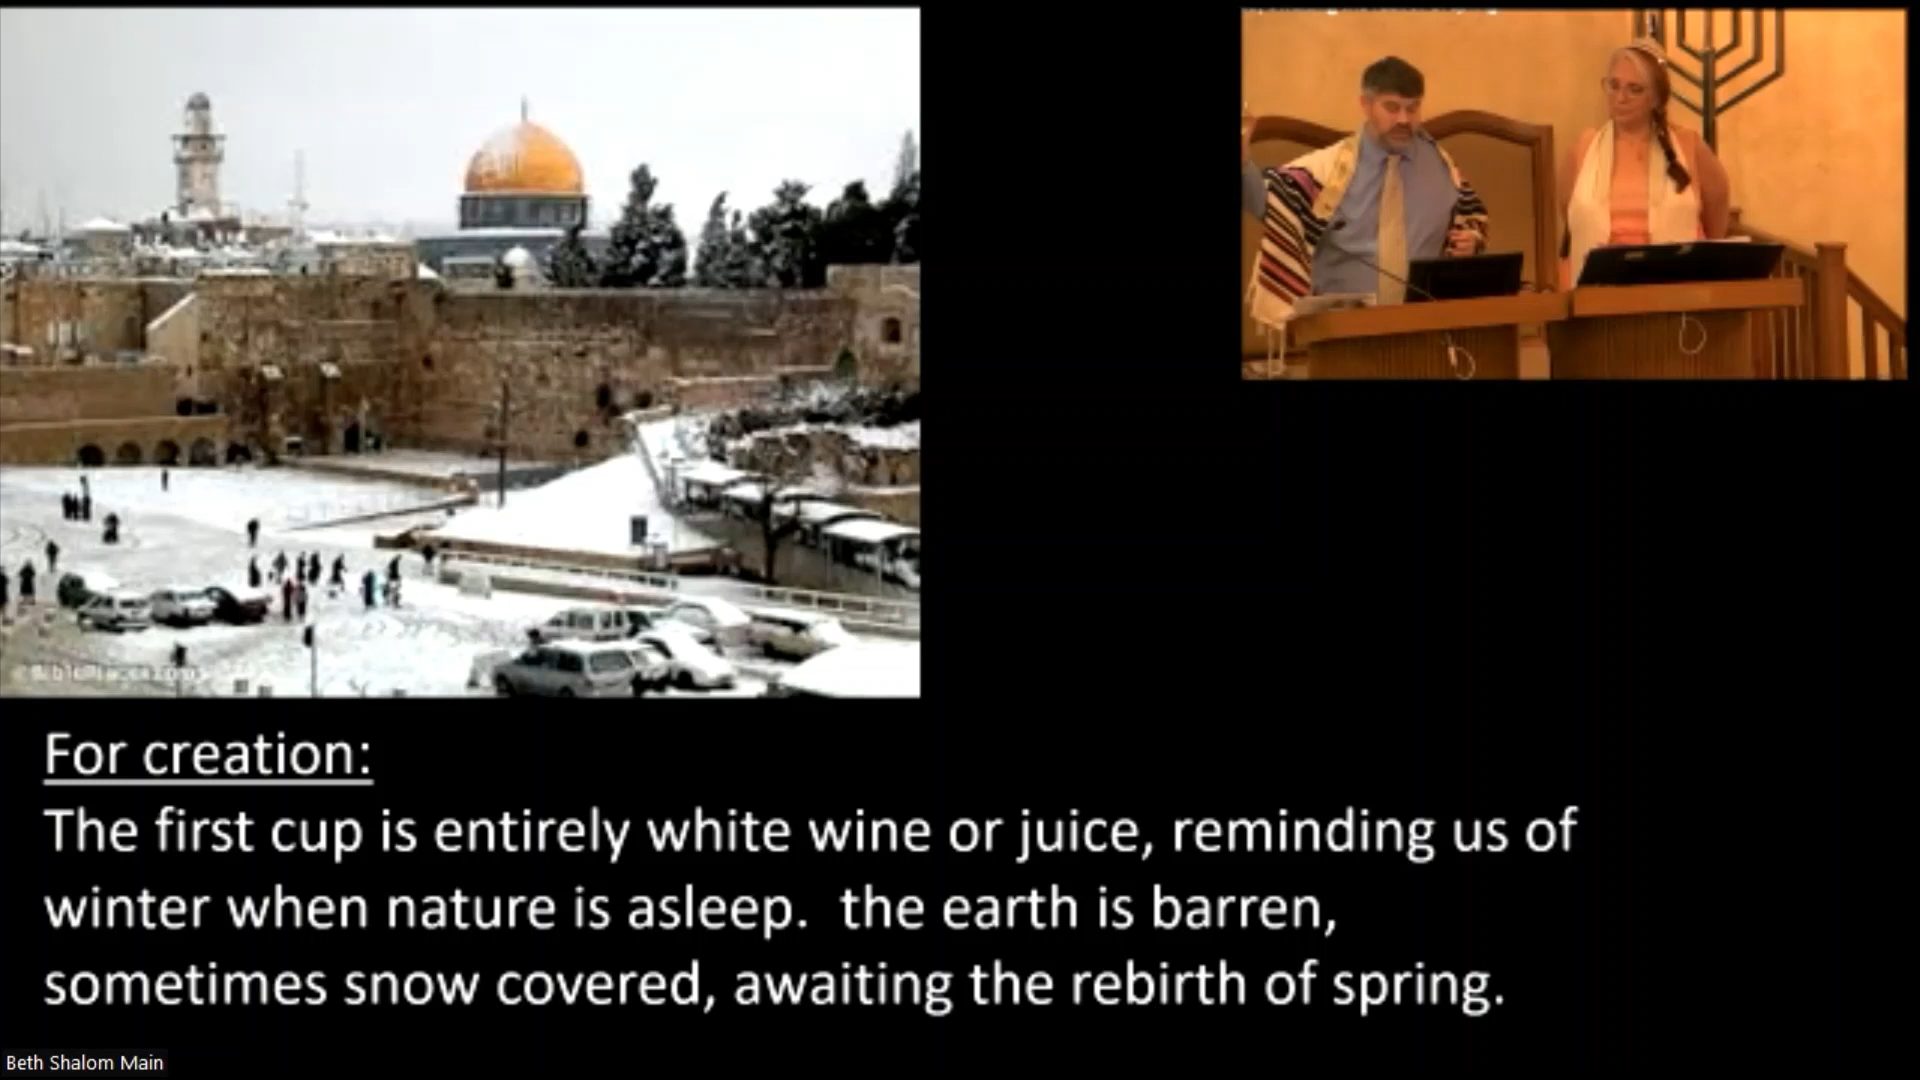 For creation:
The first cup is entirely white wine or juice, reminding us of
winter when nature is asleep.  the earth is barren,
sometimes snow covered, awaiting the rebirth of spring.
Beth Shalom Main